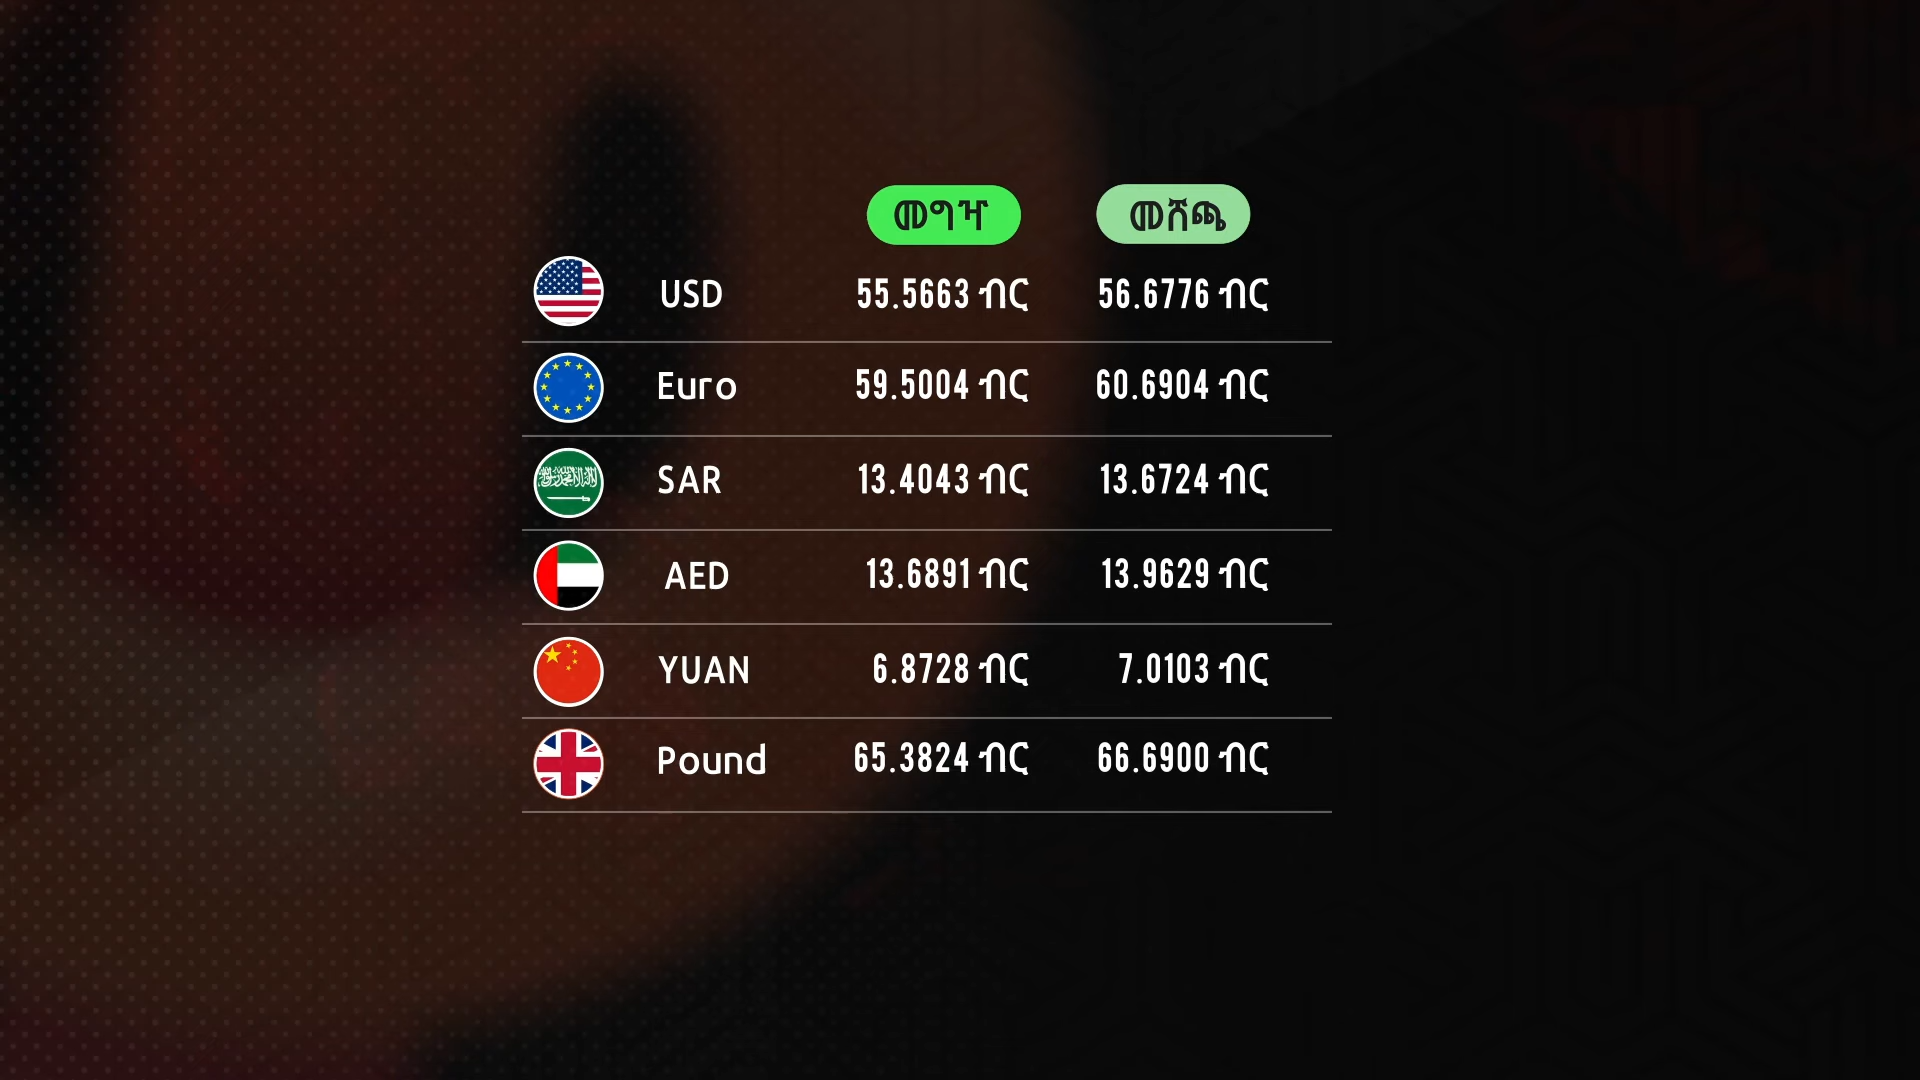 መግዣ መሸጫ
USD 55.5663 ብር 56.6776 ብር
Euro 59.5004 ብር 60.6904 ብር
SAR 13.4043 ብር 13.6724 ብር
AED 13.6891 ብር 13.9629 ብር
YUAN 6.8728 ብር 7.0103 ብር
Pound 65.3824 ብር 66.6900 ብር